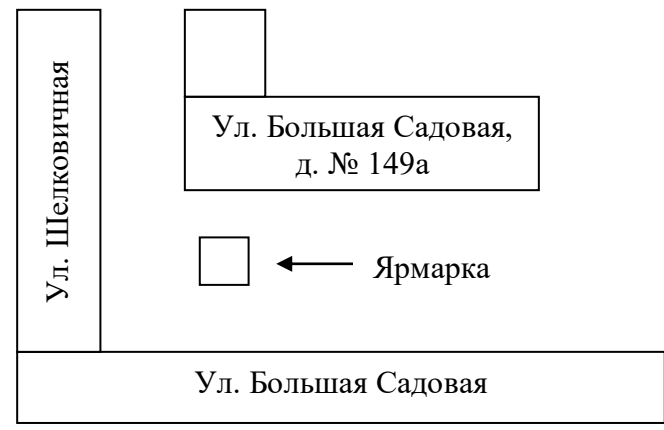 Ул. Шелковичная
Ул. Большая Садовая,
д. № 149а
Ярмарка
Ул. Большая Садовая